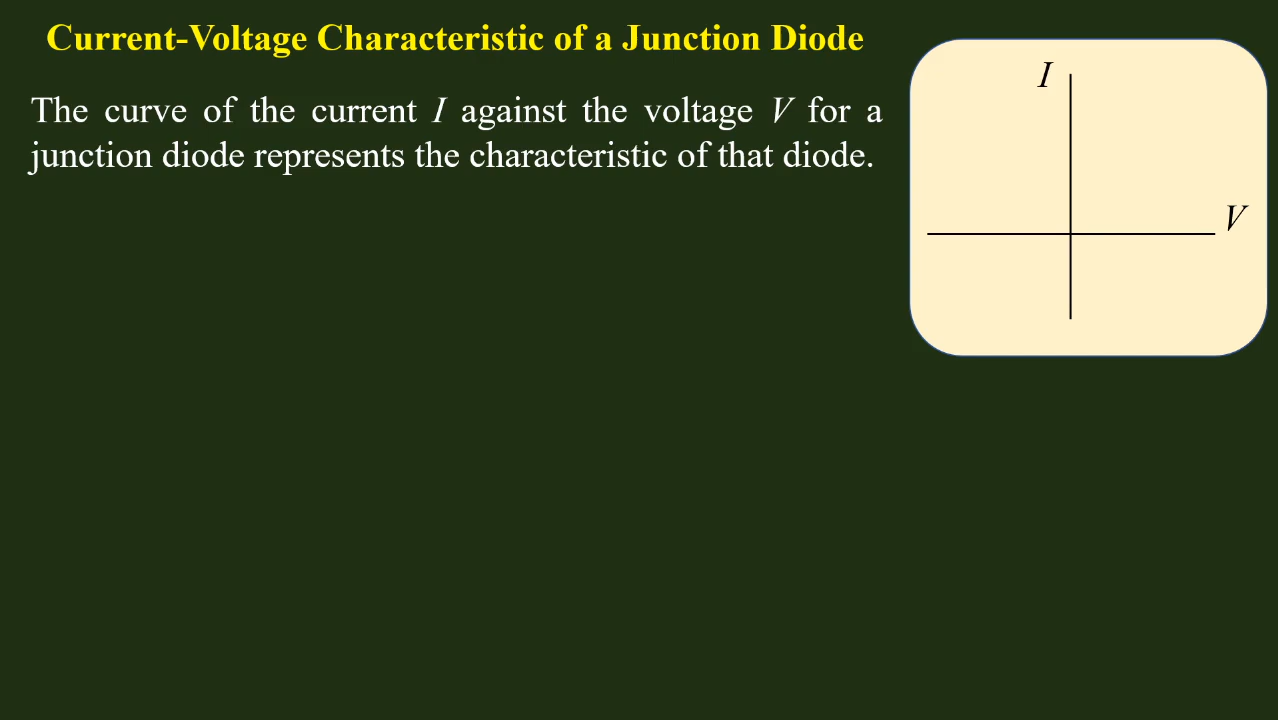 Current-Voltage Characteristic of a Junction Diode
The curve of the current I against the voltage V for a
junction diode represents the characteristic of that diode.
I
V